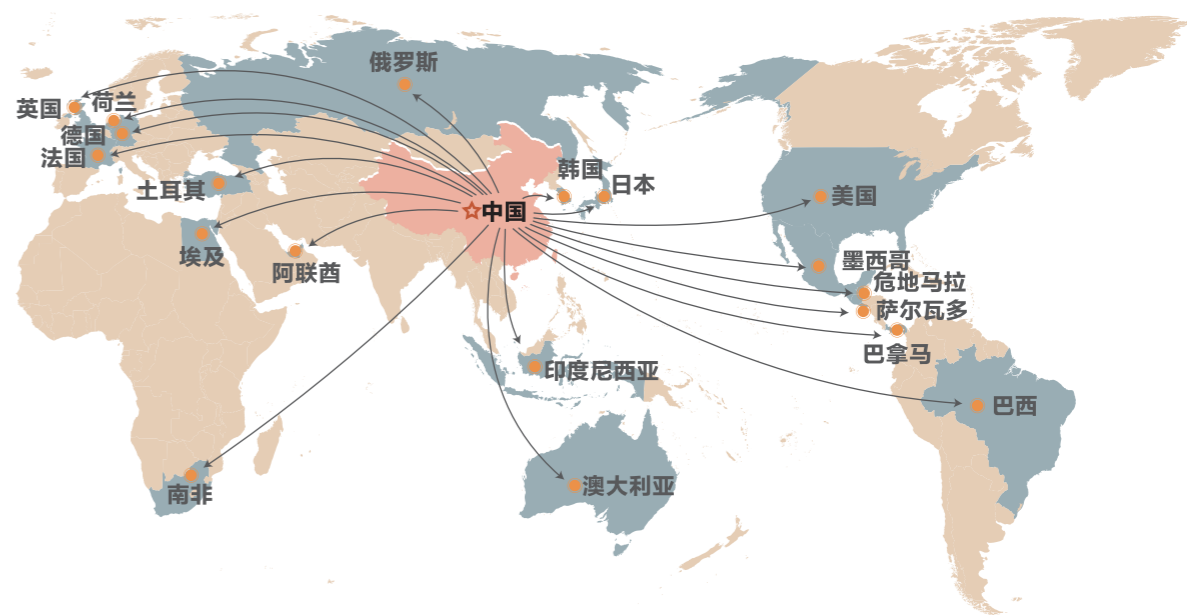 俄罗斯
英国
荷兰
德国
法国
土耳其
韩国
日本
中国
美国
埃及
阿联酋
墨西哥
危地马拉
萨尔瓦多
巴拿马
印度尼西亚
巴西
南非
澳大利亚